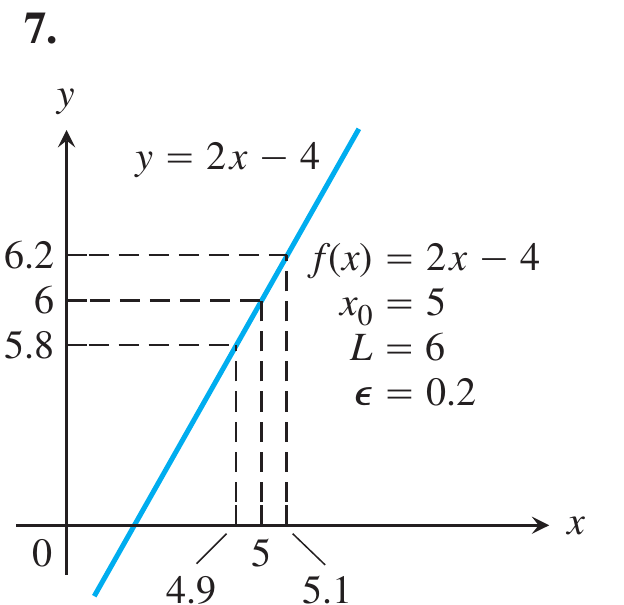 7.
y
y = 2x − 4
6.2
f(x) = 2x − 4
6
x₀ = 5
5.8
L = 6
ϵ = 0.2
x
0
5
4.9
5.1